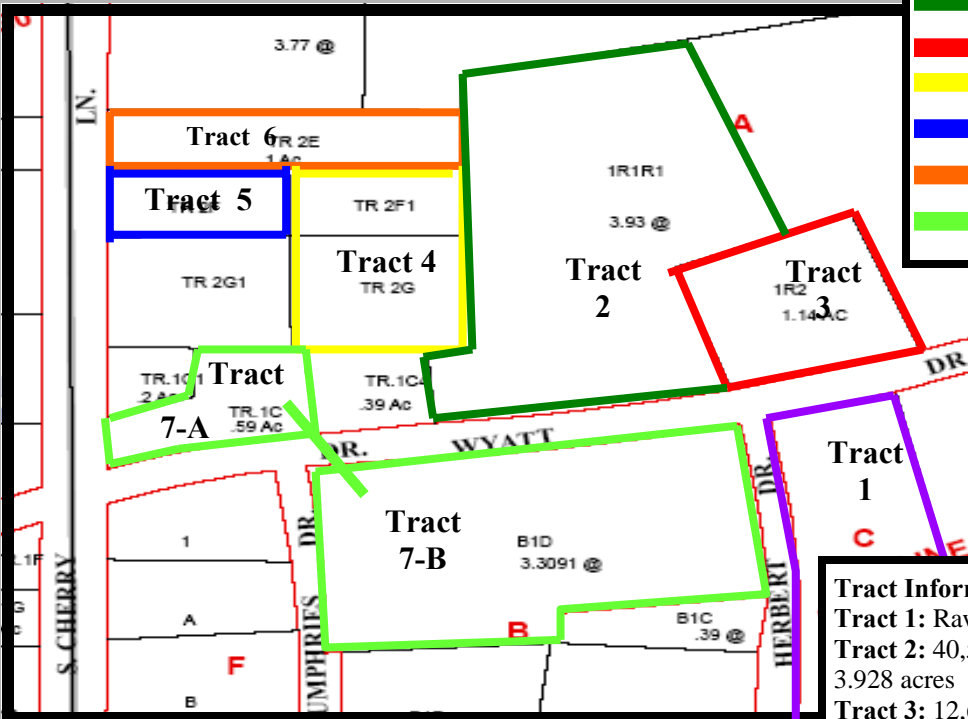 3.77 @
LN.
Tract 6
TR 2E
1 Ac
A
Tract 5
TR 2F1
1R1R1
3.93 @
Tract 4
TR 2G
TR 2G1
Tract
2
Tract
3
1R2
1.14 AC
DR.
Tract
7-A
TR.1C1
.2 Ac
TR.1C
.59 Ac
.39 Ac
DR.
WYATT
DR.
Tract
1
C
DR.
Tract
7-B
B1D
3.3091 @
1
A
F
B
B
B1C
.39 @
S. CHERRY
UMPHRIES
HERBERT
Tract Infor
Tract 1: Ra
Tract 2: 40,
3.928 acres
Tract 3: 12.